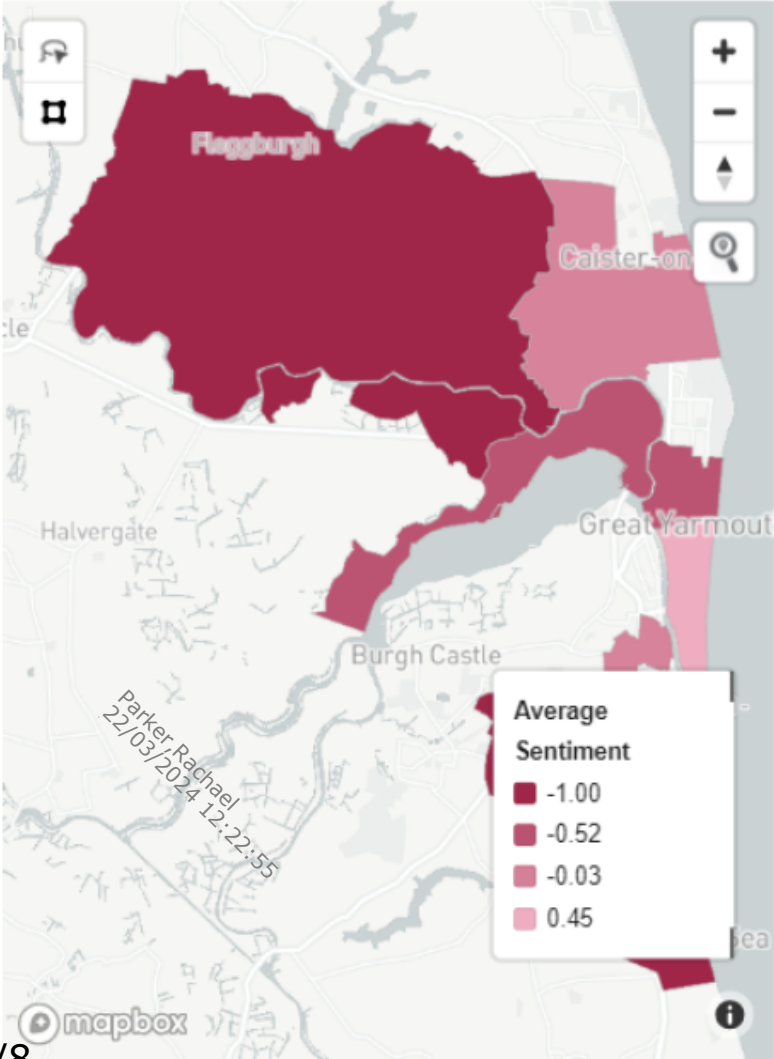 Fleggburgh
Caister-on
cle
Halvergate
Great Yarmout
Burgh Castle
Parker Rachael
22/03/2024 12:22:55
Average
Sentiment
-1.00
-0.52
-0.03
0.45
Sea
mapbox
i